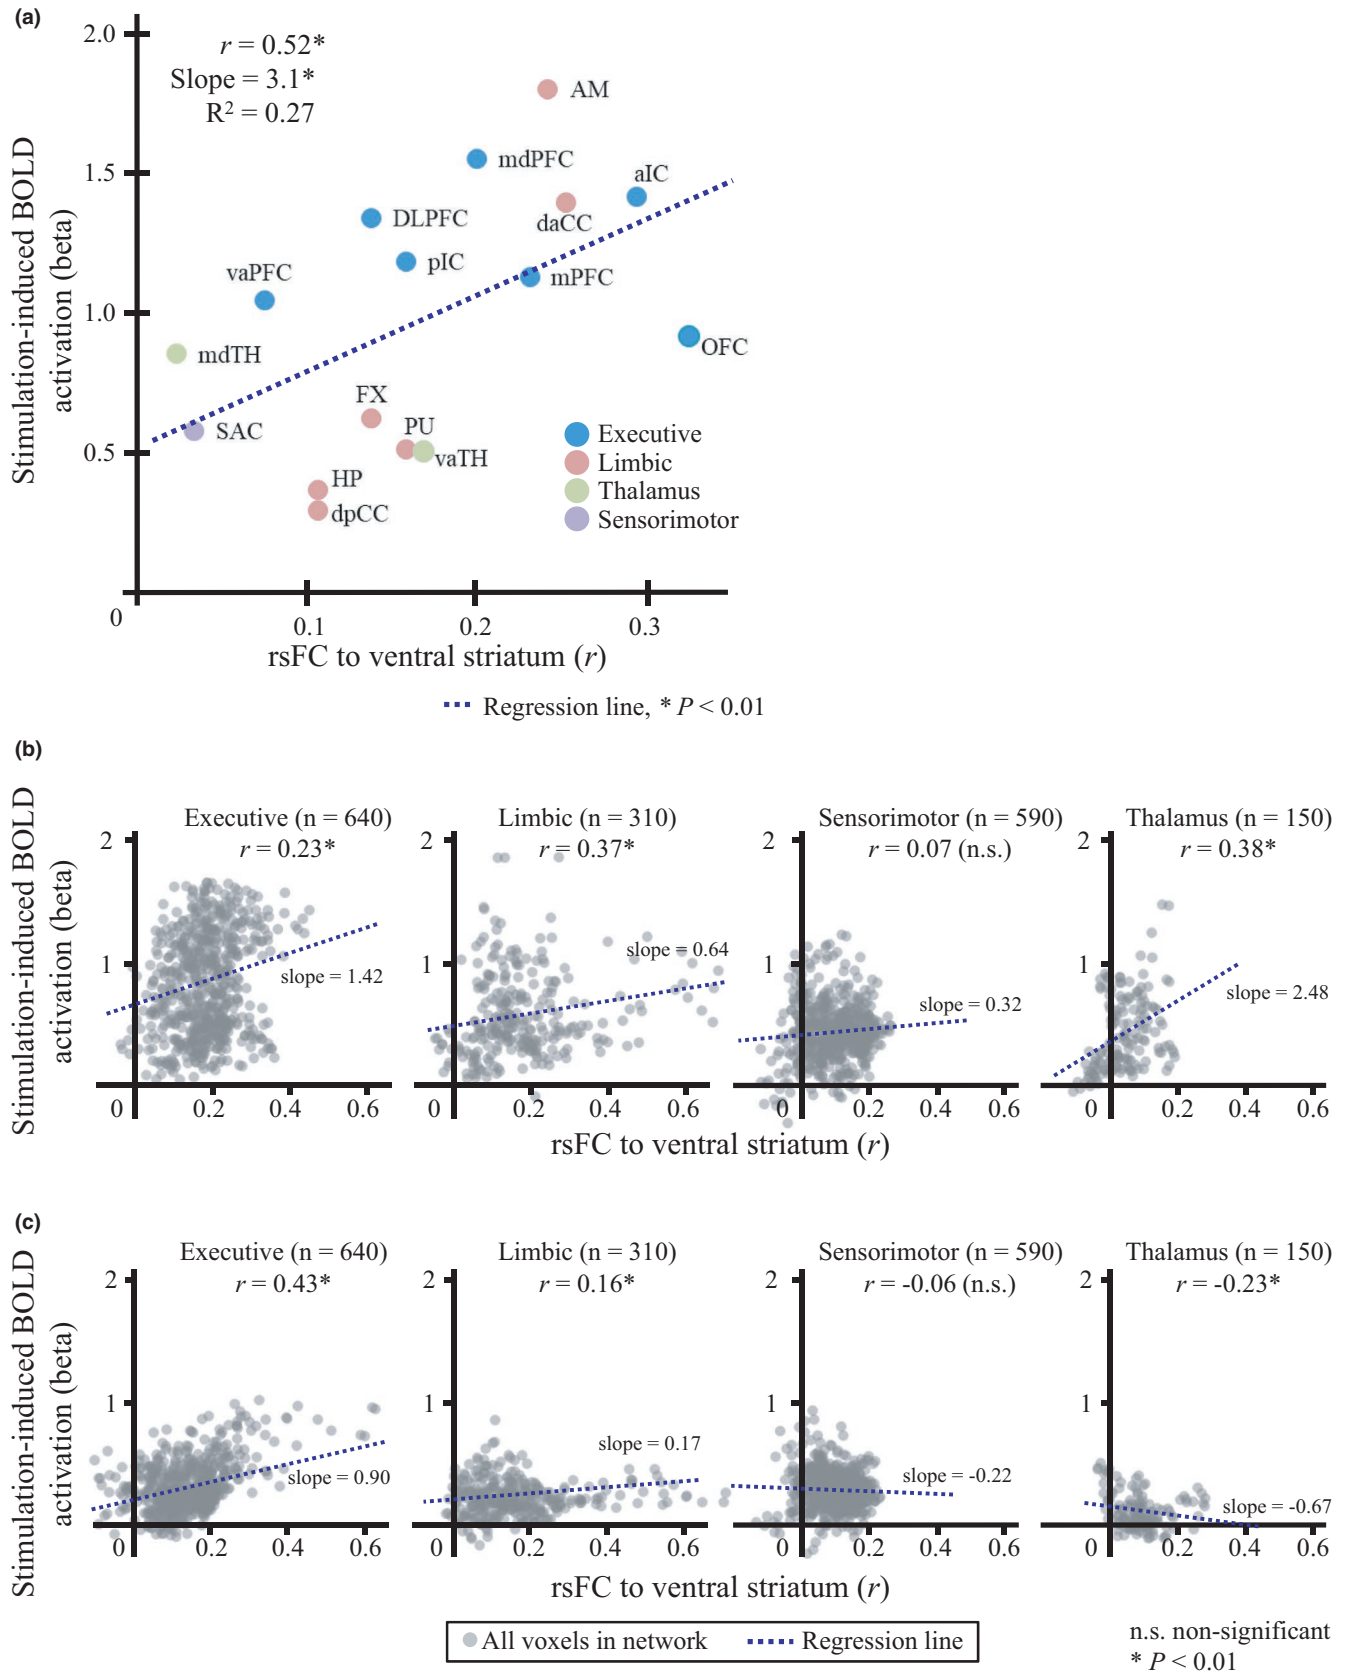 (a)
2.0
r = 0.52*
Slope = 3.1*
R² = 0.27
AM
mdPFC
1.5
aIC
DLPFC
daCC
pIC
vaPFC
mPFC
1.0
OFC
mdTH
FX
SAC
PU
vaTH
0.5
HP
dpCC
Executive
Limbic
Thalamus
Sensorimotor
Stimulation-induced BOLD
activation (beta)
0
0.1
0.2
0.3
rsFC to ventral striatum (r)
Regression line, * P < 0.01
(b)
Stimulation-induced BOLD
activation (beta)
Executive (n = 640)
r = 0.23*
2
1
slope = 1.42
0 0.2 0.4 0.6
Limbic (n = 310)
r = 0.37*
2
1
slope = 0.64
0 0.2 0.4 0.6
Sensorimotor (n = 590)
r = 0.07 (n.s.)
2
1
slope = 0.32
0 0.2 0.4 0.6
Thalamus (n = 150)
r = 0.38*
2
1
slope = 2.48
0 0.2 0.4 0.6
rsFC to ventral striatum (r)
(c)
Stimulation-induced BOLD
activation (beta)
Executive (n = 640)
r = 0.43*
2
1
slope = 0.90
0 0.2 0.4 0.6
Limbic (n = 310)
r = 0.16*
2
1
slope = 0.17
0 0.2 0.4 0.6
Sensorimotor (n = 590)
r = -0.06 (n.s.)
2
1
slope = -0.22
0 0.2 0.4 0.6
Thalamus (n = 150)
r = -0.23*
2
1
slope = -0.67
0 0.2 0.4 0.6
rsFC to ventral striatum (r)
All voxels in network Regression line
n.s. non-significant
* P < 0.01